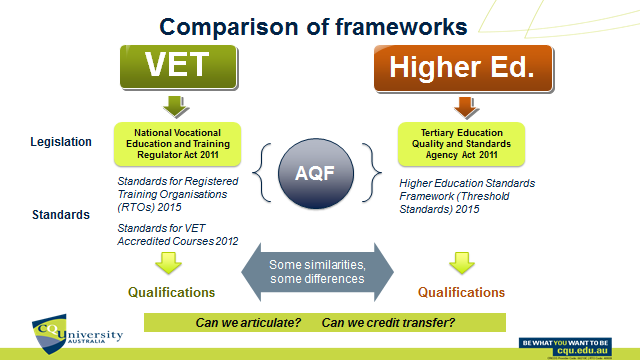 Comparison of frameworks
VET
Higher Ed.
Legislation
National Vocational
Education and Training
Regulator Act 2011
AQF
Tertiary Education
Quality and Standards
Agency Act 2011
Standards
Standards for Registered
Training Organisations
(RTOs) 2015
Standards for VET
Accredited Courses 2012
Higher Education Standards
Framework (Threshold
Standards) 2015
Some similarities,
some differences
Qualifications
Qualifications
Can we articulate? Can we credit transfer?
CQUniversity
AUSTRALIA
BE WHAT YOU WANT TO BE
cqu.edu.au